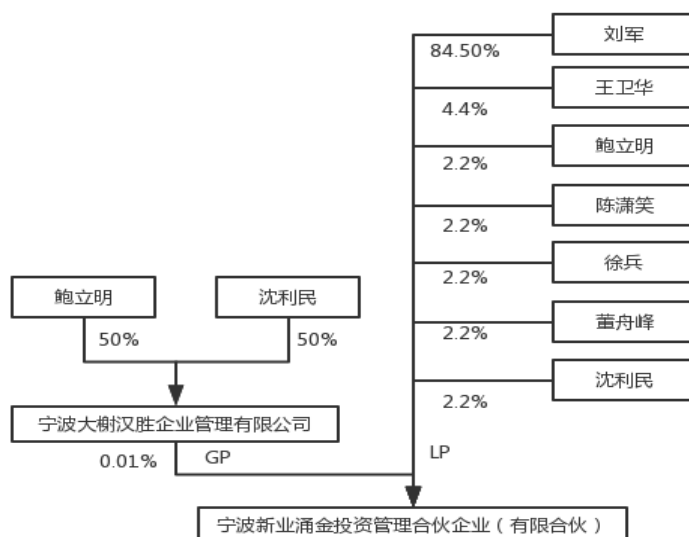 刘军
84.50%
王卫华
4.4%
鲍立明
2.2%
陈潇笑
2.2%
徐兵
2.2%
董舟峰
2.2%
沈利民
2.2%
鲍立明
沈利民
50%
50%
宁波大榭汉胜企业管理有限公司
0.01%
GP
LP
宁波新业涌金投资管理合伙企业（有限合伙）